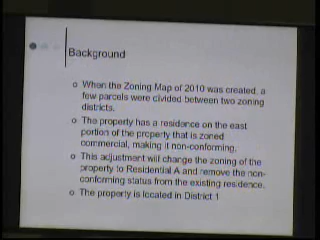 Background
When the Zoning Map of 2010 was created, a
few parcels were divided between two zoning
districts.
The property has a residence on the east
portion of the property that is zoned
commercial, making it non-conforming.
This adjustment will change the zoning of the
property to Residential A and remove the non-
conforming status from the existing residence.
The property is located in District 1